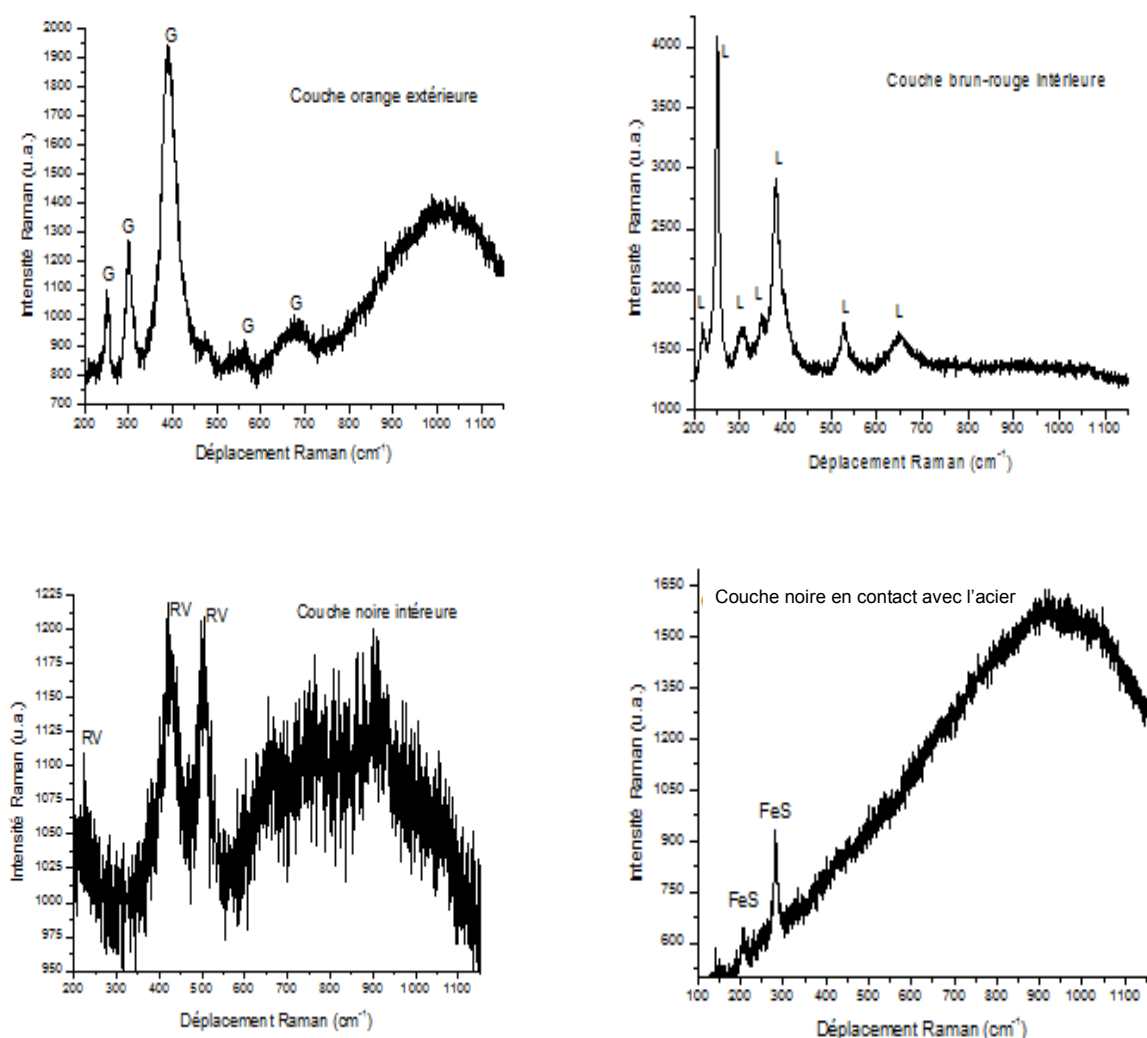 Couche orange extérieure
G
G
G
G
G
Intensité Raman (u.a.)
2000
1900
1800
1700
1600
1500
1400
1300
1200
1100
1000
900
800
700
200 300 400 500 600 700 800 900 1000 1100
Déplacement Raman (cm-1)
Couche brun-rouge intérieure
L
L
L
L
L
L
L
Intensité Raman (u.a.)
4000
3500
3000
2500
2000
1500
1000
200 300 400 500 600 700 800 900 1000 1100
Déplacement Raman (cm-1)
Couche noire intéreure
RV
RV
RV
Intensité Raman (u.a.)
1225
1200
1175
1150
1125
1100
1075
1050
1025
1000
975
950
200 300 400 500 600 700 800 900 1000 1100
Déplacement Raman (cm-1)
Couche noire en contact avec l’acier
FeS
FeS
Intensité Raman (u.a.)
1650
1500
1350
1200
1050
900
750
600
100 200 300 400 500 600 700 800 900 1000 1100
Déplacement Raman (cm-1)